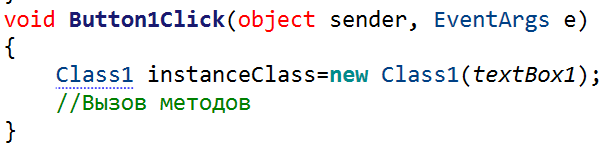 void Button1Click(object sender, EventArgs e)
{
Class1 instanceClass=new Class1(textBox1);
//Вызов методов
}